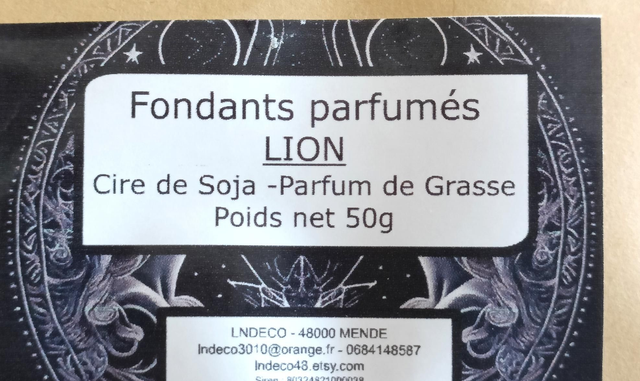 Fondants parfumés
LION
Cire de Soja -Parfum de Grasse
Poids net 50g
LNDECO - 48000 MENDE
lndeco3010@orange.fr - 0684148587
lndeco48.etsy.com